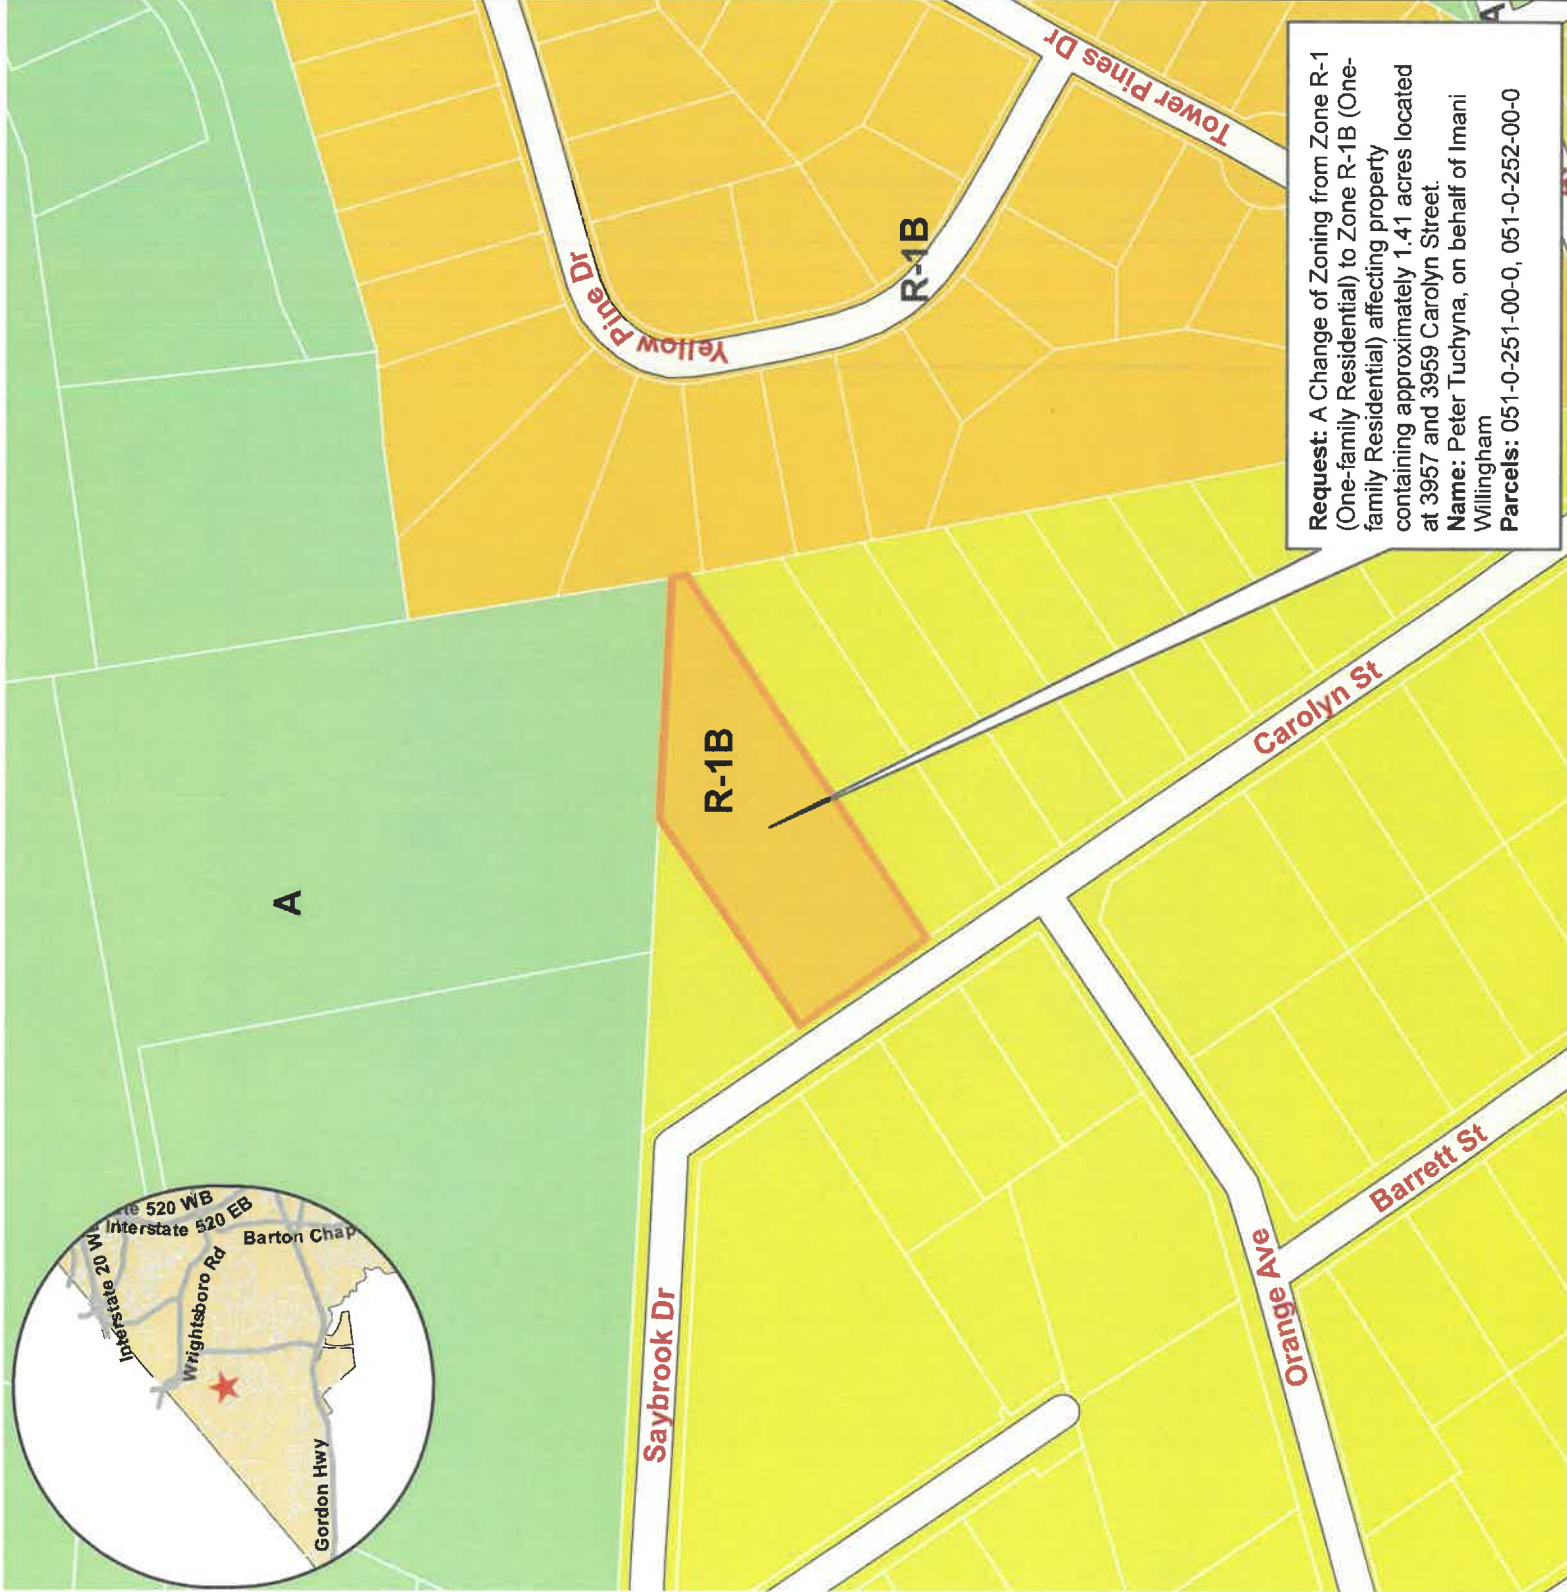 Interstate 20 W
te 520 WB
Interstate 520 EB
Wrightsboro Rd
Barton Chap
Gordon Hwy
A
Yellow Pine Dr
Tower Pines Dr
R-1B
R-1B
A
Saybrook Dr
Carolyn St
Orange Ave
Barrett St
Request: A Change of Zoning from Zone R-1
(One-family Residential) to Zone R-1B (One-
family Residential) affecting property
containing approximately 1.41 acres located
at 3957 and 3959 Carolyn Street.
Name: Peter Tuchyna, on behalf of Imani
Willingham
Parcels: 051-0-251-00-0, 051-0-252-00-0